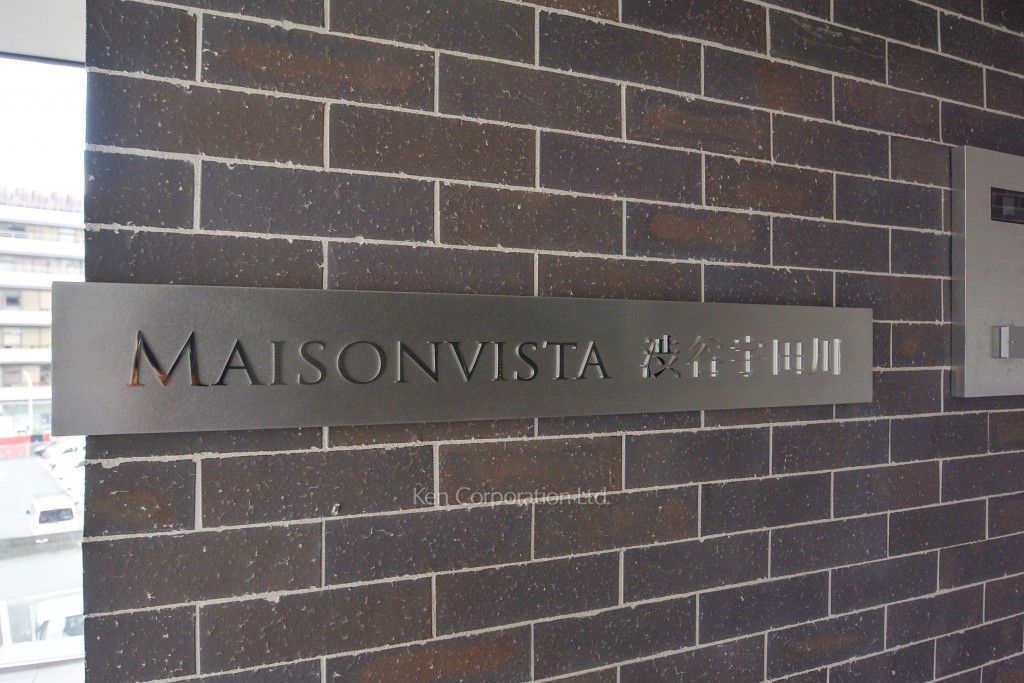 MAISONVISTA 渋谷宇田川
Ken Corporation Ltd.